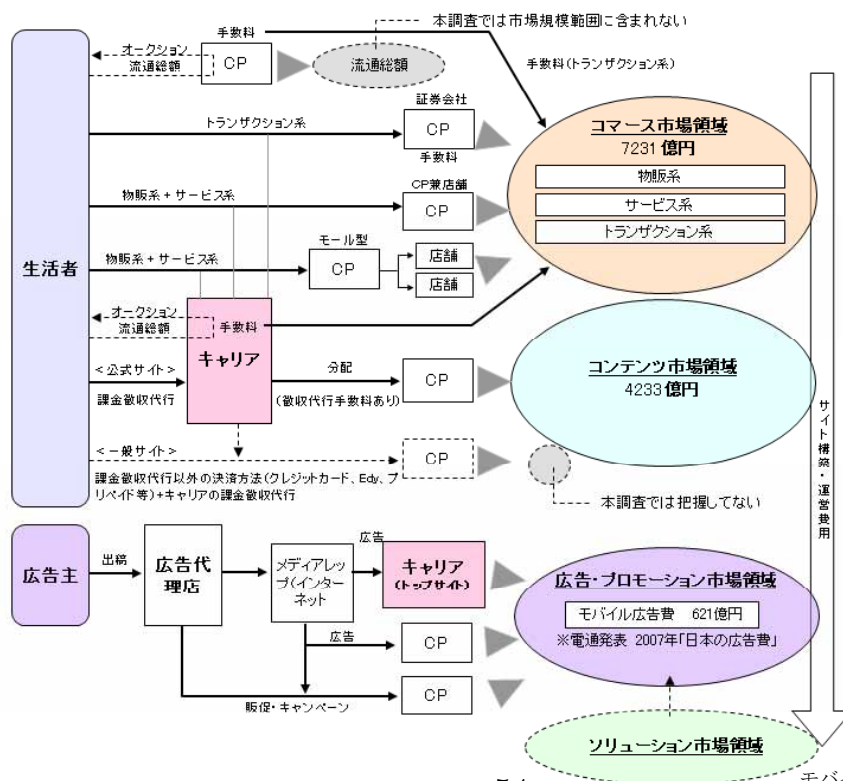 本調査では市場規模範囲に含まれない
手数料
オークション
流通総額
CP
流通総額
手数料(トランザクション系)
証券会社
トランザクション系
CP
手数料
コマース市場領域
7231 億円
物販系
サービス系
トランザクション系
CP兼店舗
物販系 + サービス系
CP
モール型
物販系 + サービス系
CP
店舗
店舗
生活者
オークション
流通総額
手数料
キャリア
<公式サイト>
課金徴収代行
分配
(徴収代行手数料あり)
CP
コンテンツ市場領域
4233 億円
<一般サイト>
CP
課金徴収代行以外の決済方法(クレジットカード、Edy、プ
リペイド等)+キャリアの課金徴収代行
本調査では把握してない
サイト構築・運営費用
広告主
出稿
広告代
理店
メディアレッ
プ(インター
ネット
広告
キャリア
(トップサイト)
広告
CP
販促・キャンペーン
CP
広告・プロモーション市場領域
モバイル広告費 621億円
※電通発表 2007年「日本の広告費」
ソリューション市場領域
モバ